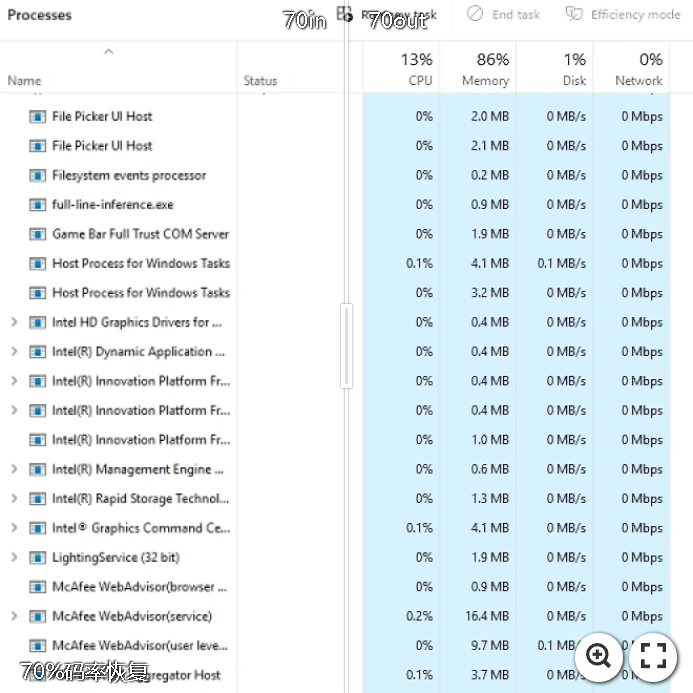 Processes 70in 70out Run new task End task Efficiency mode
13% 86% 1% 0%
Name Status CPU Memory Disk Network
File Picker UI Host 0% 2.0 MB 0 MB/s 0 Mbps
File Picker UI Host 0% 2.1 MB 0 MB/s 0 Mbps
Filesystem events processor 0% 0.2 MB 0 MB/s 0 Mbps
full-line-inference.exe 0% 0.9 MB 0 MB/s 0 Mbps
Game Bar Full Trust COM Server 0% 1.9 MB 0 MB/s 0 Mbps
Host Process for Windows Tasks 0.1% 4.1 MB 0.1 MB/s 0 Mbps
Host Process for Windows Tasks 0% 3.2 MB 0 MB/s 0 Mbps
Intel HD Graphics Drivers for ... 0% 0.4 MB 0 MB/s 0 Mbps
Intel(R) Dynamic Application ... 0% 0.4 MB 0 MB/s 0 Mbps
Intel(R) Innovation Platform Fr... 0% 0.4 MB 0 MB/s 0 Mbps
Intel(R) Innovation Platform Fr... 0% 0.4 MB 0 MB/s 0 Mbps
Intel(R) Innovation Platform Fr... 0% 1.0 MB 0 MB/s 0 Mbps
Intel(R) Management Engine ... 0% 0.6 MB 0 MB/s 0 Mbps
Intel(R) Rapid Storage Technol... 0% 1.3 MB 0 MB/s 0 Mbps
Intel® Graphics Command Ce... 0.1% 4.1 MB 0 MB/s 0 Mbps
LightingService (32 bit) 0% 1.9 MB 0 MB/s 0 Mbps
McAfee WebAdvisor(browser ... 0% 0.9 MB 0 MB/s 0 Mbps
McAfee WebAdvisor(service) 0.2% 16.4 MB 0 MB/s 0 Mbps
McAfee WebAdvisor(user leve... 0% 9.7 MB 0.1 MB/s
70%码率恢复 gregator Host 0.1% 3.7 MB 0 MB/s